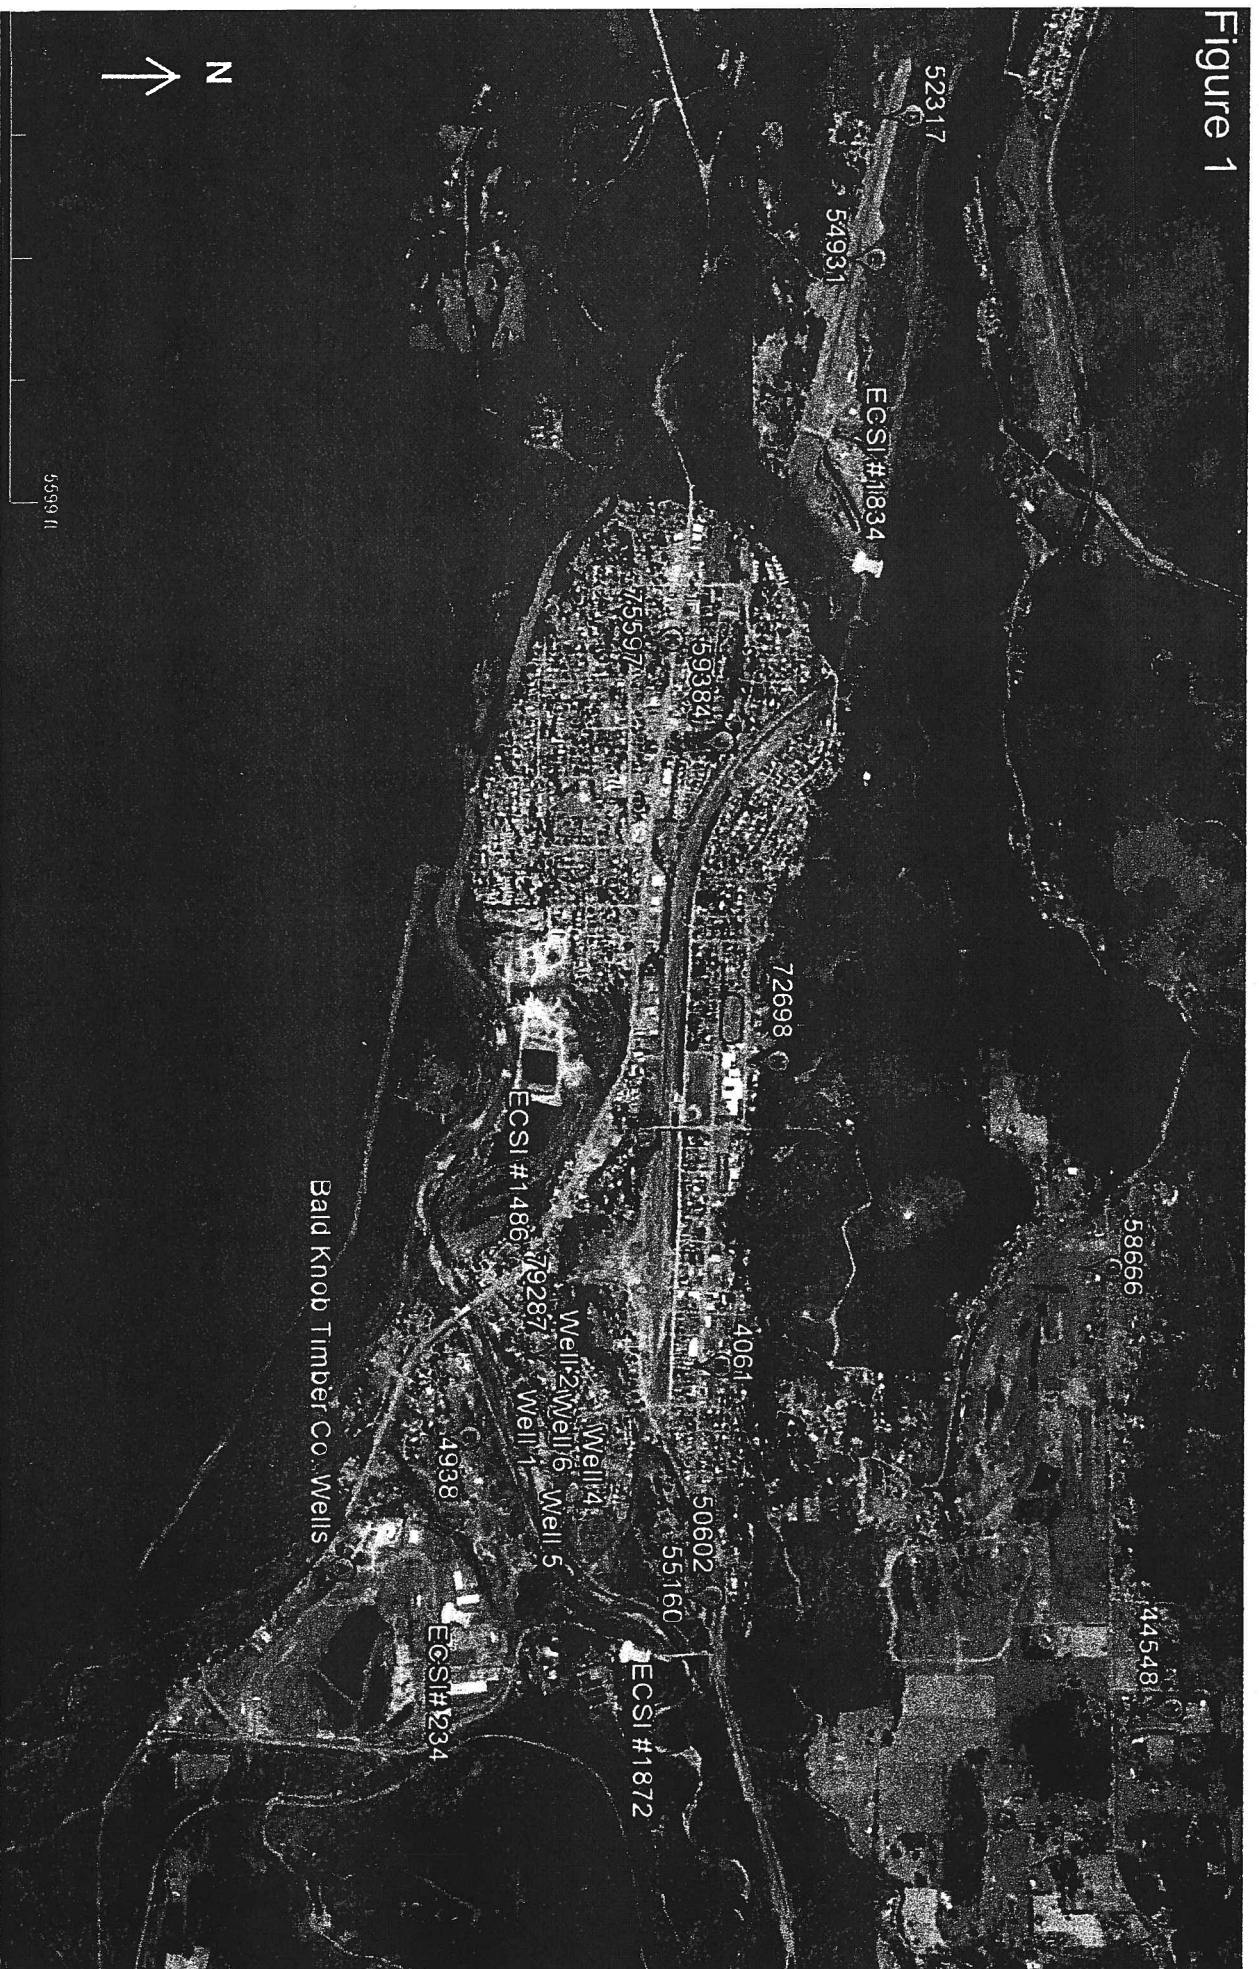 Figure 1
52317
54931
ECSI #1834
58666
44548
72698
4061
59384
75597
50602
55160
ECSI #1872
Well 4
Well 2
Well 6
Well 5
Well 1
79287
ECSI #1486
4938
ECSI #234
Bald Knob Timber Co. Wells
N
5599 ft